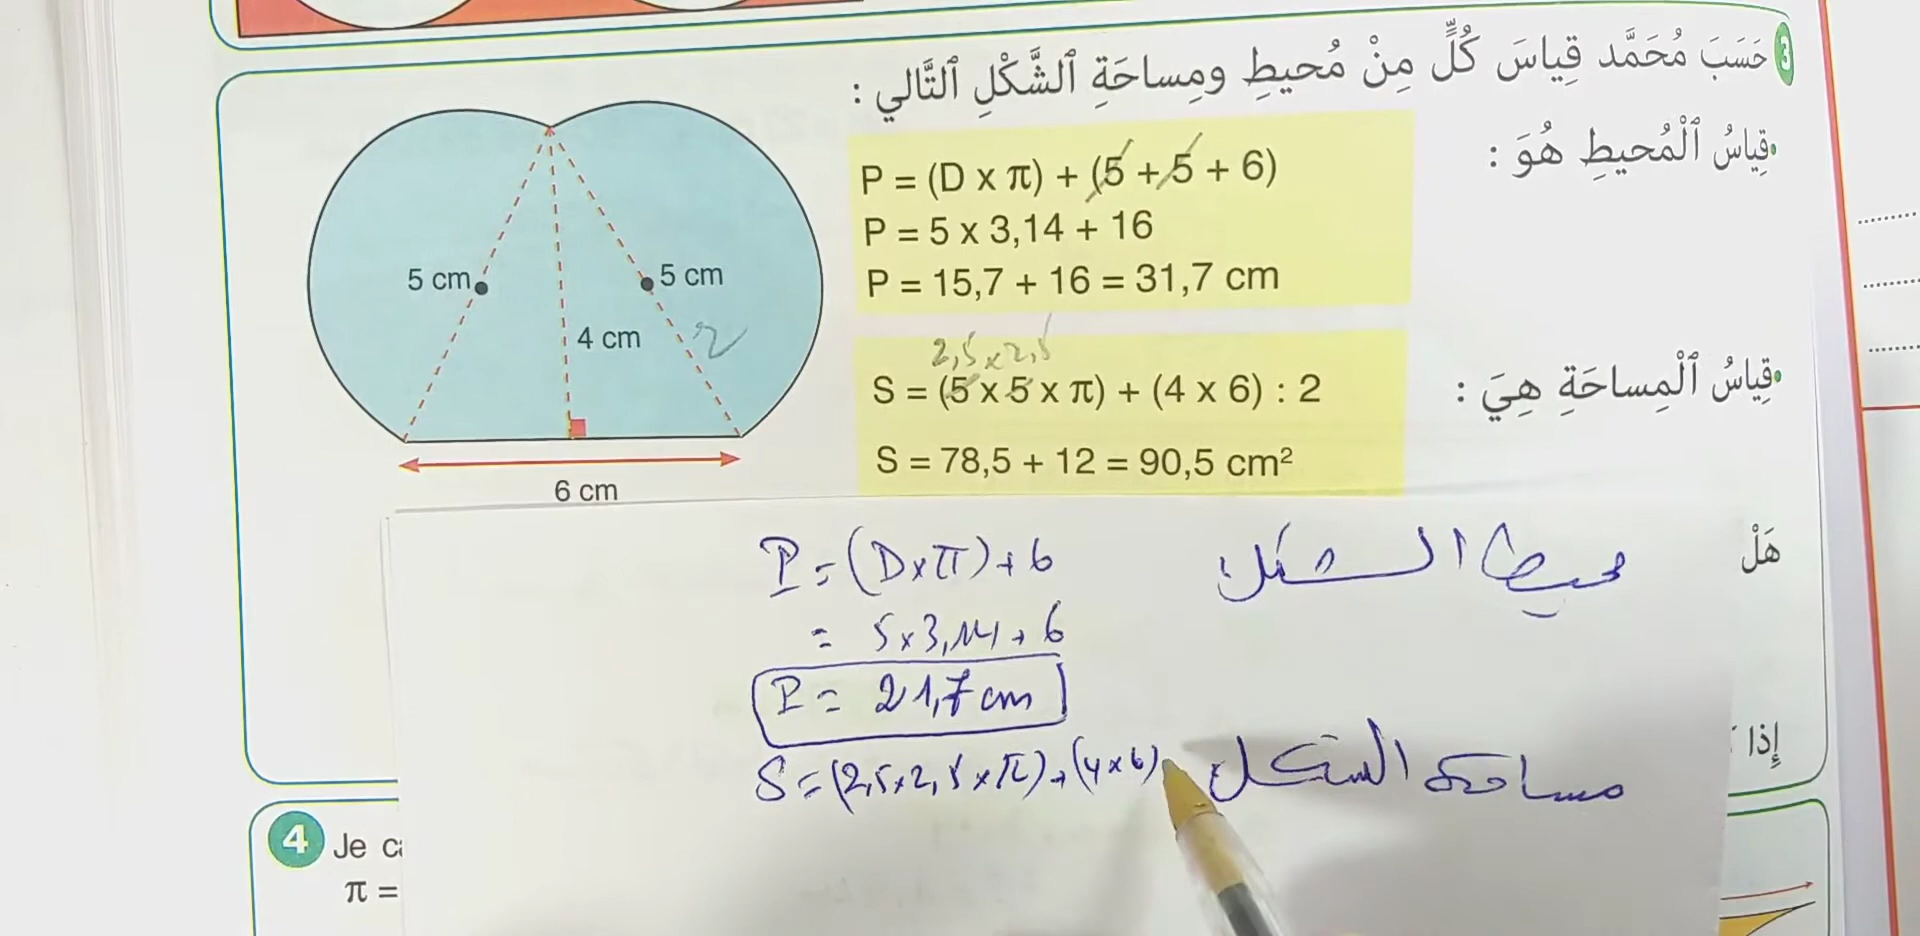 3 حَسَبَ مُحَمَّد قِياسَ كُلٍّ مِنْ مُحيطِ ومِساحَةِ ٱلشَّكْلِ ٱلتَّالي :
•قِياسُ ٱلْمُحيطِ هُوَ :
P = (D x π) + (5 + 5 + 6)
P = 5 x 3,14 + 16
P = 15,7 + 16 = 31,7 cm
5 cm
5 cm
4 cm
r
6 cm
•قِياسُ ٱلْمِساحَةِ هِيَ :
2,5 x 2,5
S = (5 x 5 x π) + (4 x 6) : 2
S = 78,5 + 12 = 90,5 cm²
هَلْ
محيط الشكل
P = (D x π) + 6
= 5 x 3,14 + 6
P = 21,7 cm
إِذا
مساحة الشكل
S = (2,5 x 2,5 x π) + (4 x 6)
4 Je
π =